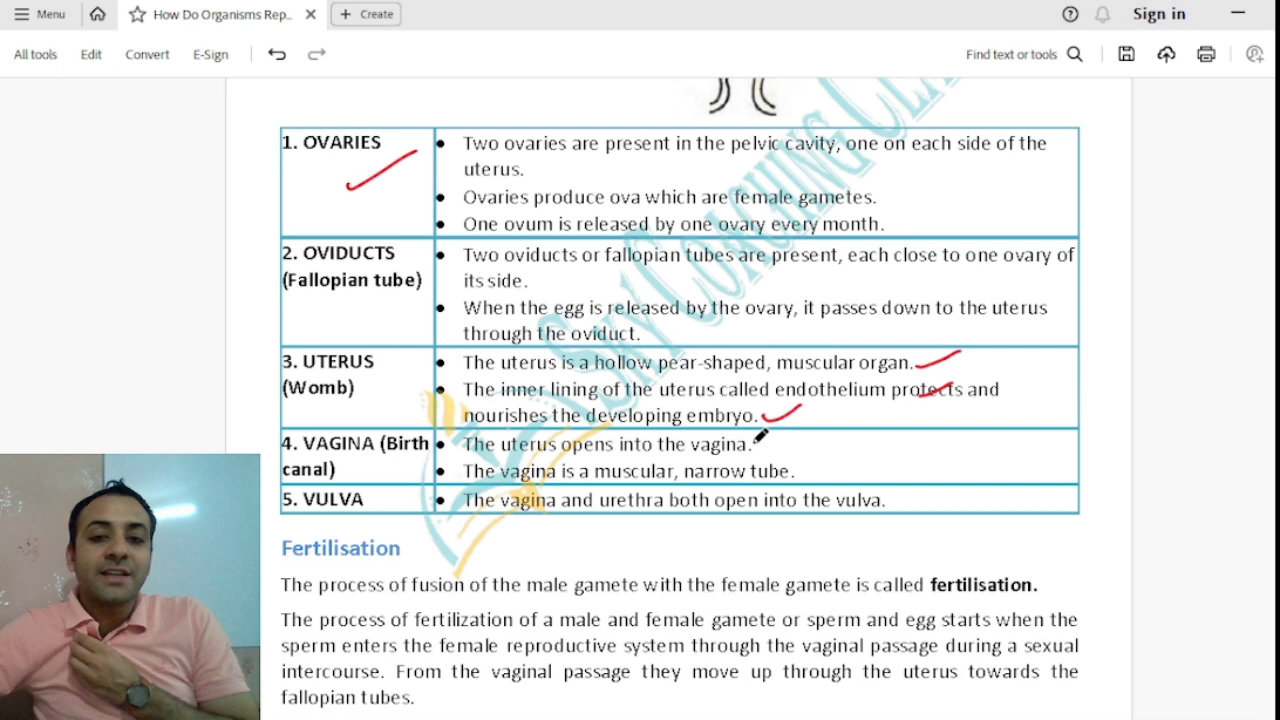 Menu
How Do Organisms Rep...
Create
Sign in
All tools
Edit
Convert
E-Sign
Find text or tools
1. OVARIES
Two ovaries are present in the pelvic cavity, one on each side of the
uterus.
Ovaries produce ova which are female gametes.
One ovum is released by one ovary every month.
2. OVIDUCTS
(Fallopian tube)
Two oviducts or fallopian tubes are present, each close to one ovary of
its side.
When the egg is released by the ovary, it passes down to the uterus
through the oviduct.
3. UTERUS
(Womb)
The uterus is a hollow pear-shaped, muscular organ.
The inner lining of the uterus called endothelium protects and
nourishes the developing embryo.
4. VAGINA (Birth
canal)
The uterus opens into the vagina.
The vagina is a muscular, narrow tube.
5. VULVA
The vagina and urethra both open into the vulva.
Fertilisation
The process of fusion of the male gamete with the female gamete is called fertilisation.
The process of fertilization of a male and female gamete or sperm and egg starts when the
sperm enters the female reproductive system through the vaginal passage during a sexual
intercourse. From the vaginal passage they move up through the uterus towards the
fallopian tubes.